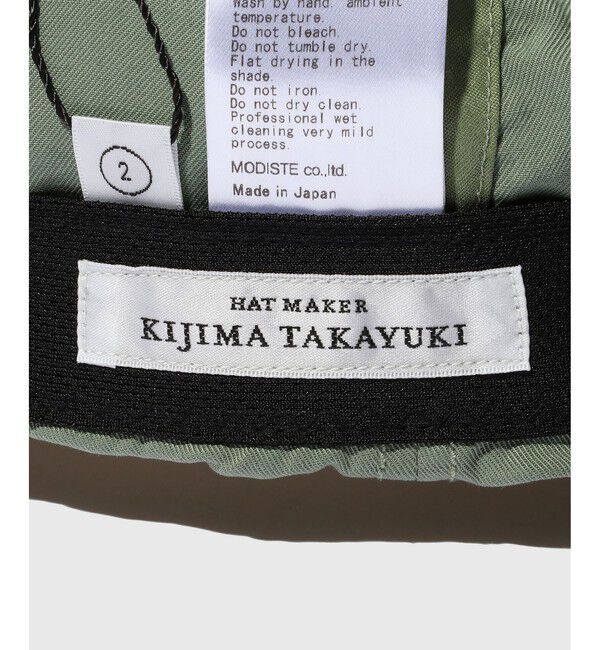 Wash by hand. ambient
temperature.
Do not bleach.
Do not tumble dry.
Flat drying in the
shade.
Do not iron.
Do not dry clean.
Professional wet
cleaning very mild
process.
MODISTE co.,ltd.
Made in Japan
2
HAT MAKER
KIJIMA TAKAYUKI